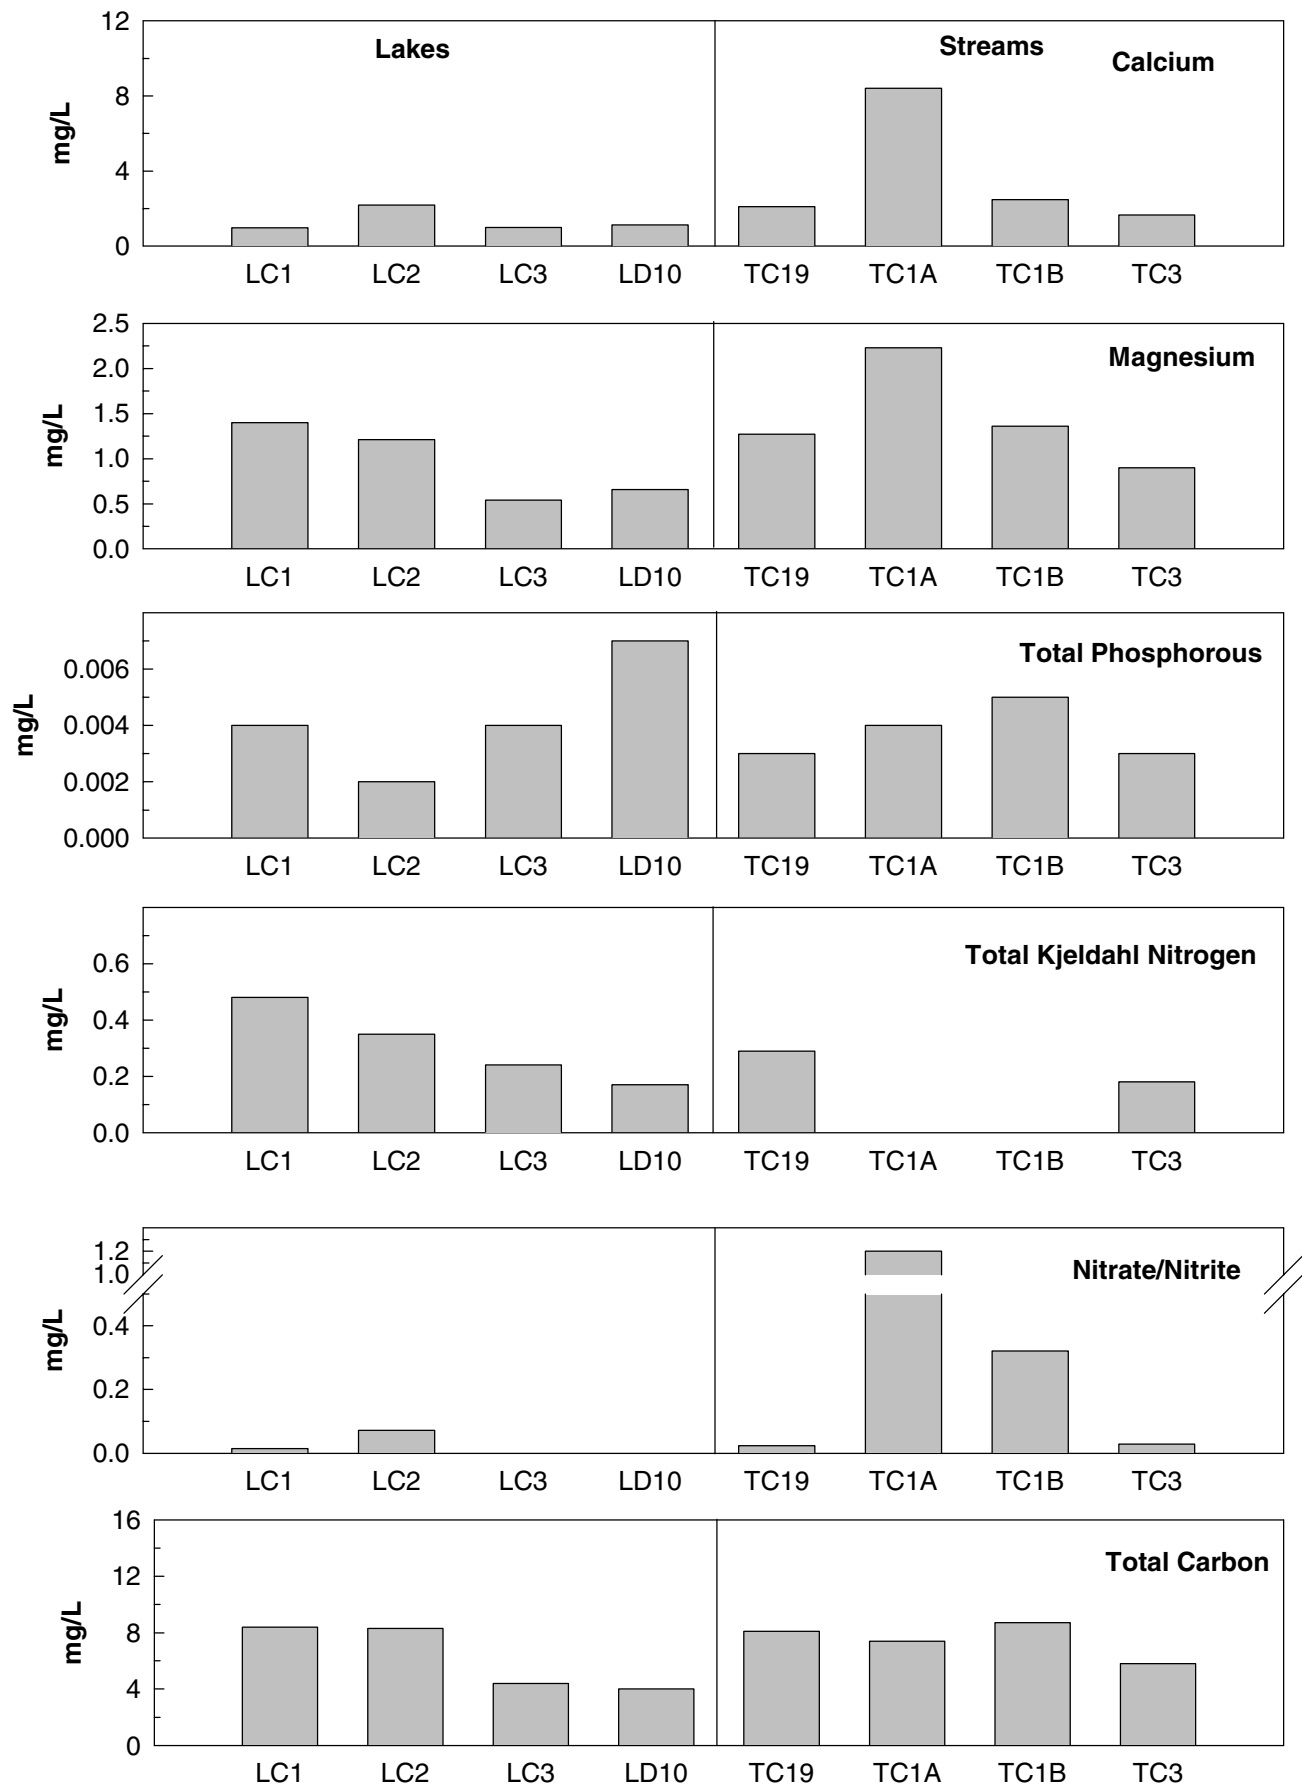 Lakes
Streams
Calcium
mg/L
12
8
4
0
LC1 LC2 LC3 LD10 TC19 TC1A TC1B TC3
Magnesium
mg/L
2.5
2.0
1.5
1.0
0.5
0.0
LC1 LC2 LC3 LD10 TC19 TC1A TC1B TC3
Total Phosphorous
mg/L
0.006
0.004
0.002
0.000
LC1 LC2 LC3 LD10 TC19 TC1A TC1B TC3
Total Kjeldahl Nitrogen
mg/L
0.6
0.4
0.2
0.0
LC1 LC2 LC3 LD10 TC19 TC1A TC1B TC3
Nitrate/Nitrite
mg/L
1.2
1.0
0.4
0.2
0.0
LC1 LC2 LC3 LD10 TC19 TC1A TC1B TC3
Total Carbon
mg/L
16
12
8
4
0
LC1 LC2 LC3 LD10 TC19 TC1A TC1B TC3